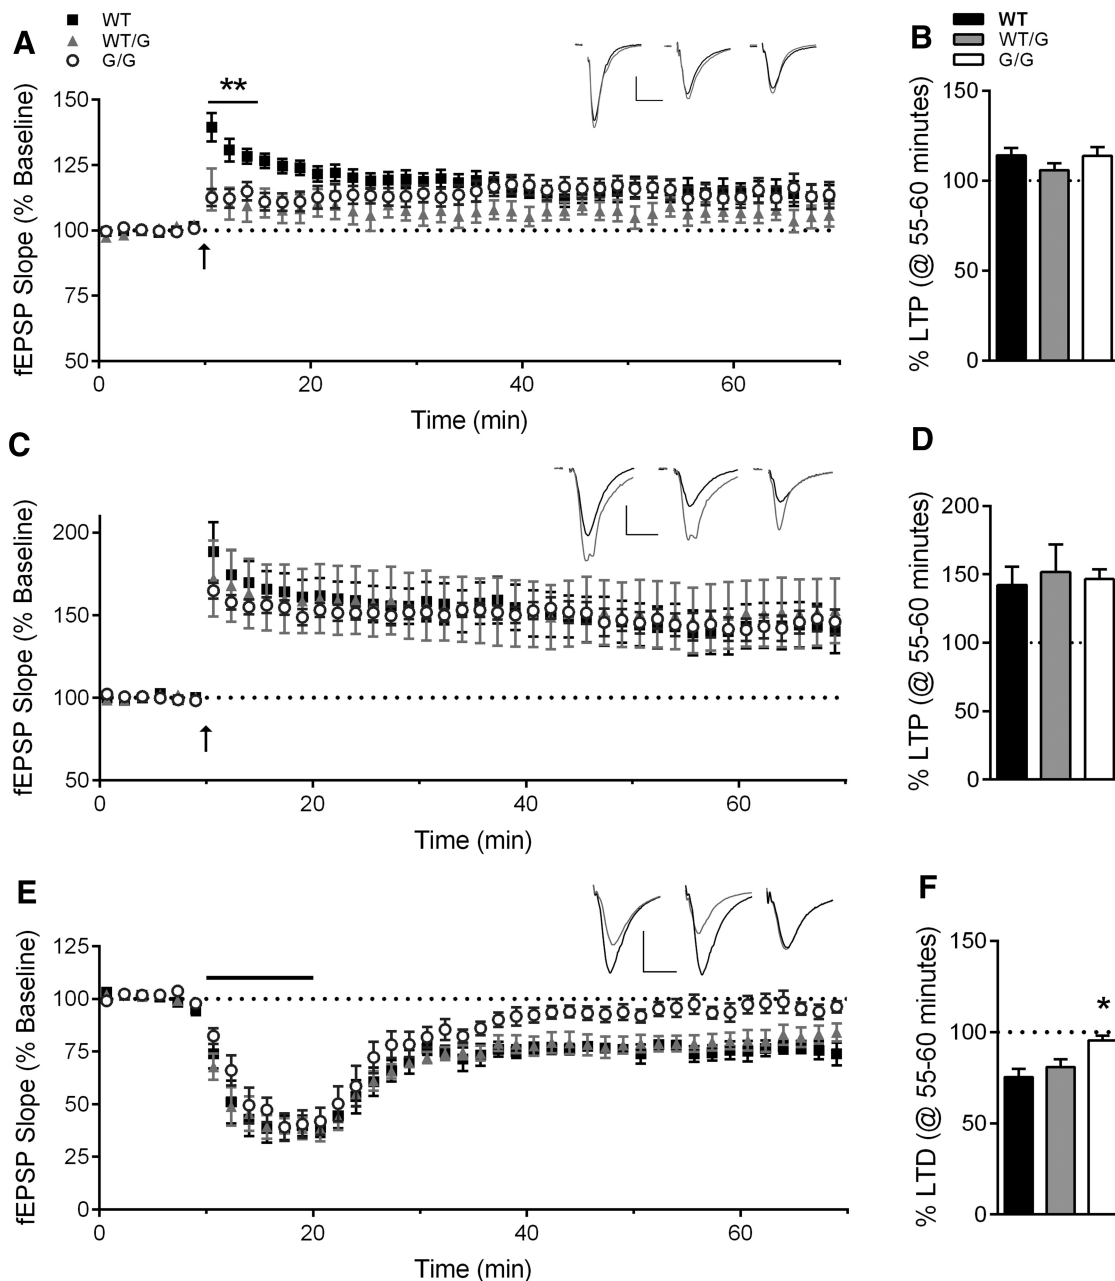 WT
WT/G
G/G
A
**
fEPSP Slope (% Baseline)
150
125
100
75
50
0
20
40
60
Time (min)
B
WT
WT/G
G/G
% LTP (@ 55-60 minutes)
150
100
50
0
C
fEPSP Slope (% Baseline)
200
150
100
50
0
20
40
60
Time (min)
D
% LTP (@ 55-60 minutes)
200
150
100
50
0
E
fEPSP Slope (% Baseline)
125
100
75
50
25
0
0
20
40
60
Time (min)
F
% LTD (@ 55-60 minutes)
150
100
50
0
*